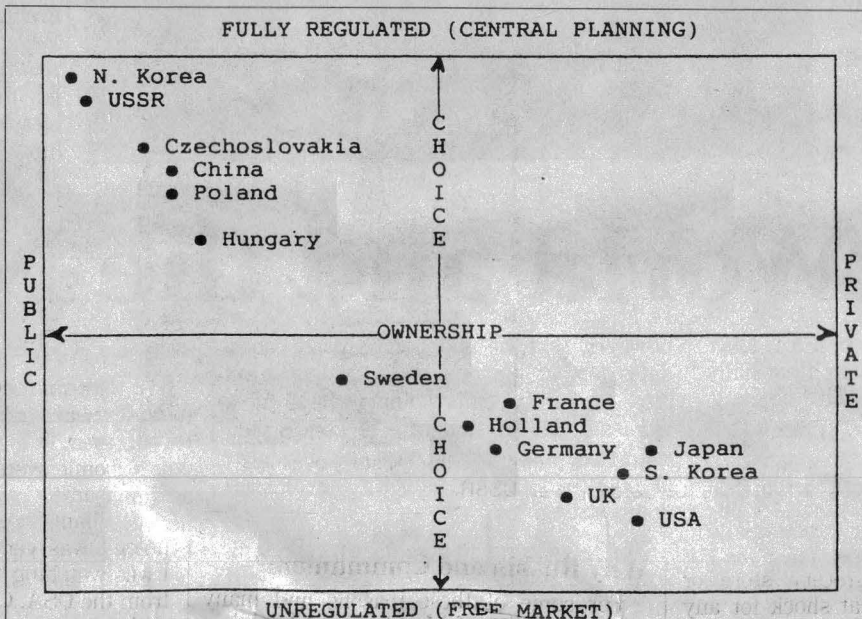 FULLY REGULATED (CENTRAL PLANNING)
N. Korea
USSR
Czechoslovakia
China
Poland
Hungary
CHOICE
PUBLIC
OWNERSHIP
PRIVATE
Sweden
France
Holland
Germany
Japan
S. Korea
UK
USA
CHOICE
UNREGULATED (FREE MARKET)